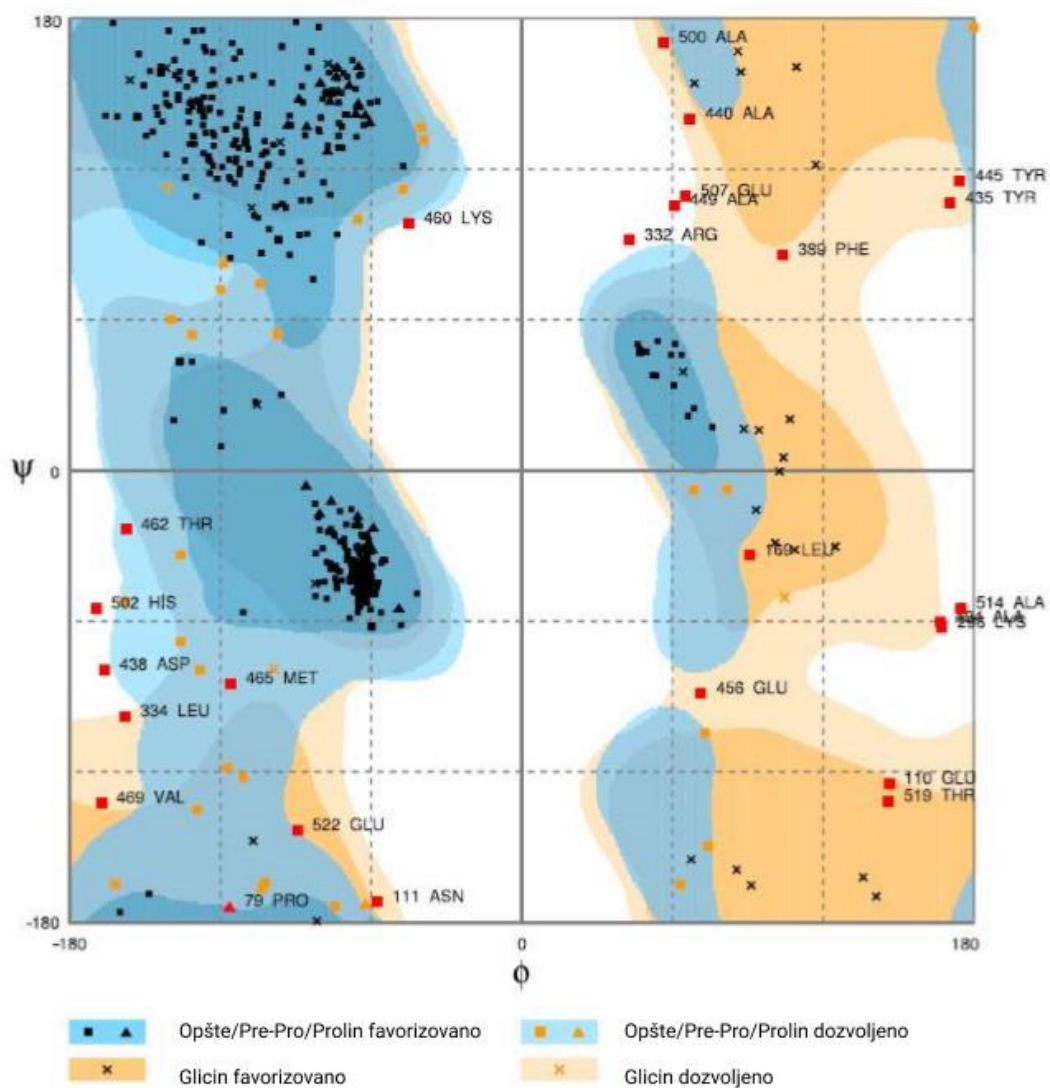 180
500 ALA
440 ALA
445 TYR
507 GLU
435 TYR
449 ALA
460 LYS
332 ARG
389 PHE
ψ
0
462 THR
169 LEU
502 HİS
514 ALA
ALA
LYS
438 ASP
465 MET
456 GLU
334 LEU
110 GLU
469 VAL
519 THR
522 GLU
79 PRO
111 ASN
-180
-180
0
180
ϕ
Opšte/Pre-Pro/Prolin favorizovano
Opšte/Pre-Pro/Prolin dozvoljeno
Glicin favorizovano
Glicin dozvoljeno